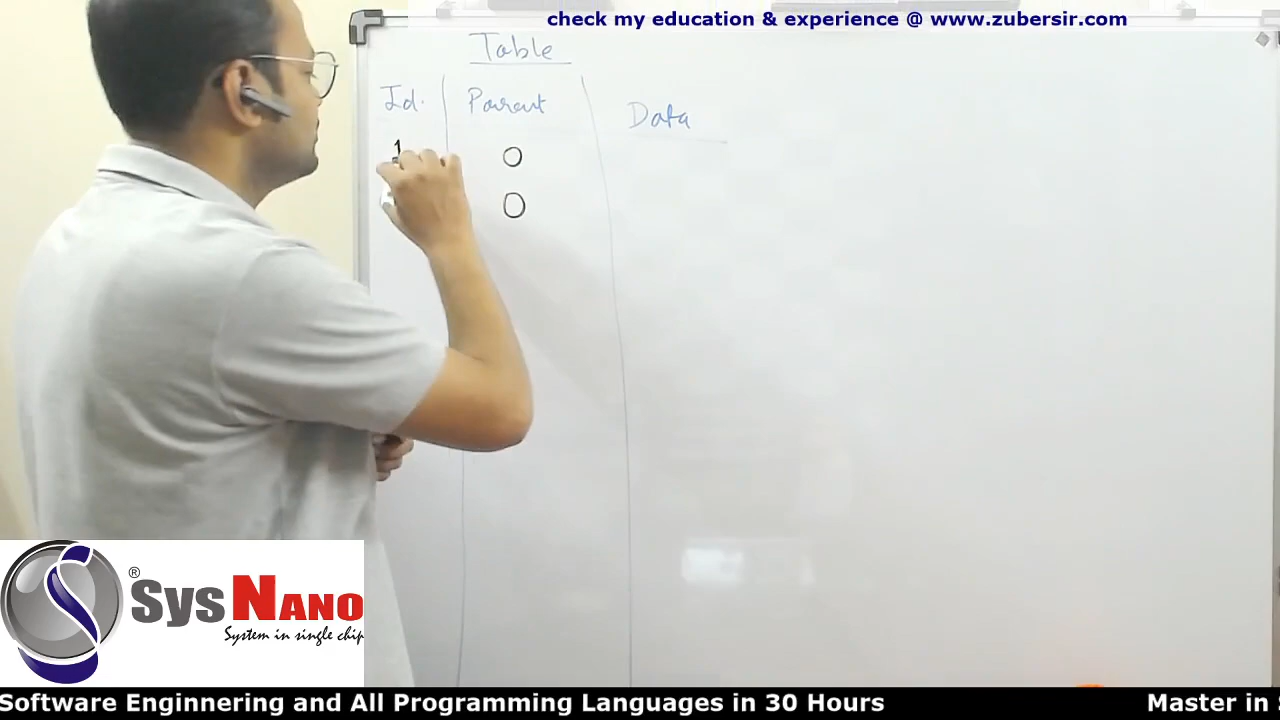 check my education & experience @ www.zubersir.com
Table
Id. Parent Data
1 0
0
®
SysNano
System in single chip
Software Enginnering and All Programming Languages in 30 Hours Master in